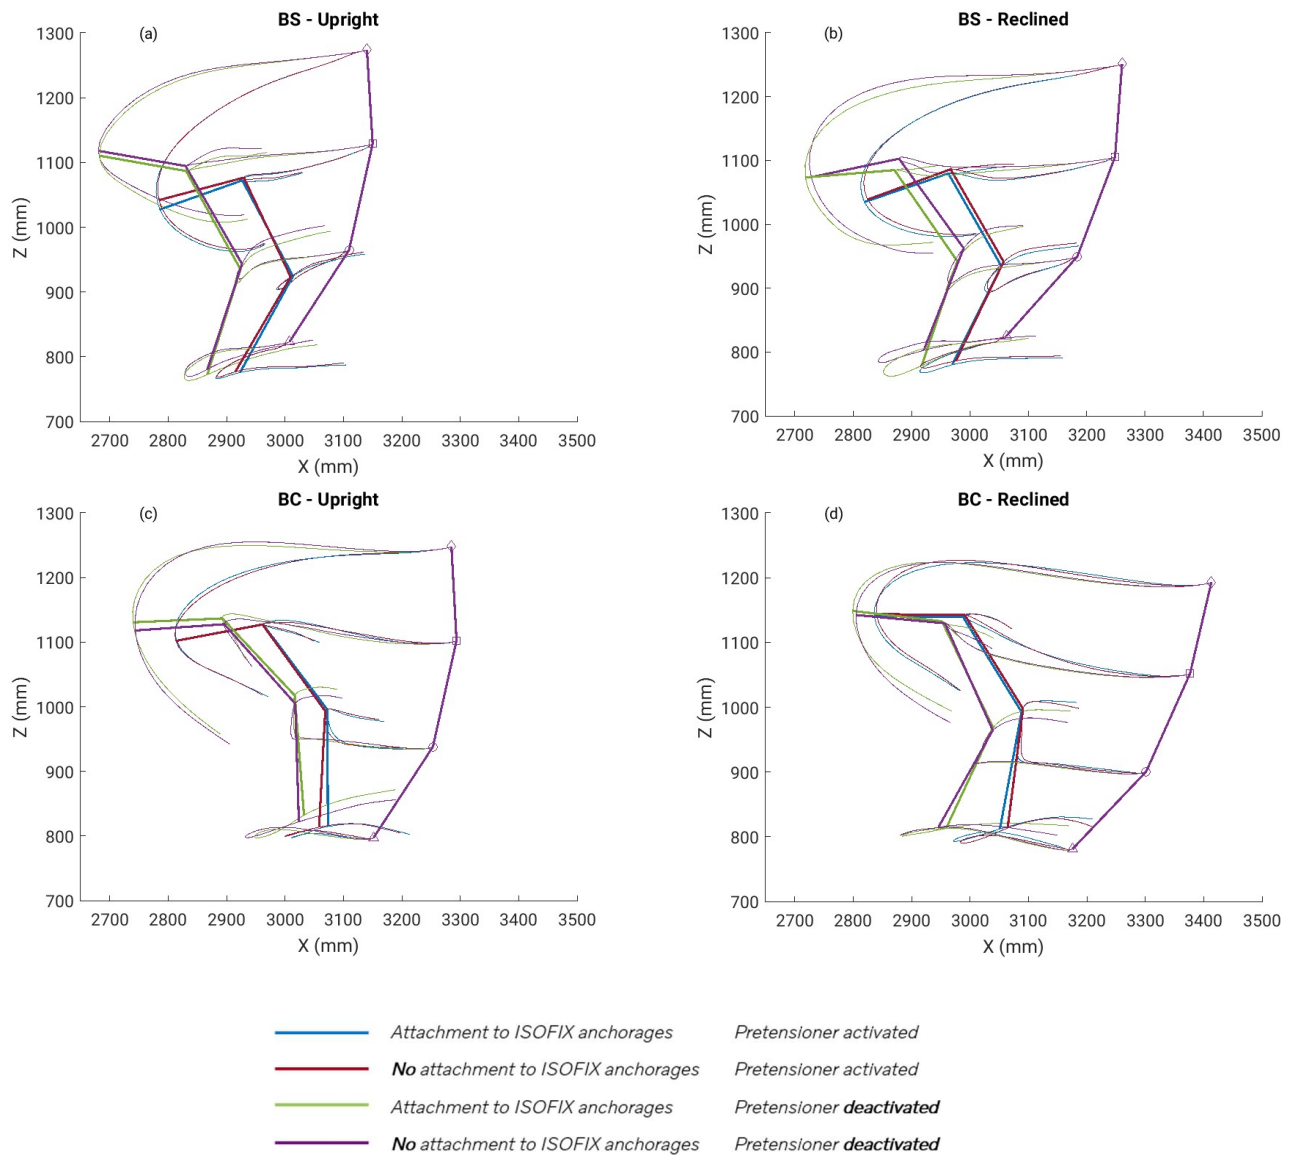 BS - Upright
(a)
1300
1200
1100
1000
900
800
700
Z (mm)
2700 2800 2900 3000 3100 3200 3300 3400 3500
X (mm)
BS - Reclined
(b)
1300
1200
1100
1000
900
800
700
Z (mm)
2700 2800 2900 3000 3100 3200 3300 3400 3500
X (mm)
BC - Upright
(c)
1300
1200
1100
1000
900
800
700
Z (mm)
2700 2800 2900 3000 3100 3200 3300 3400 3500
X (mm)
BC - Reclined
(d)
1300
1200
1100
1000
900
800
700
Z (mm)
2700 2800 2900 3000 3100 3200 3300 3400 3500
X (mm)
Attachment to ISOFIX anchorages Pretensioner activated
No attachment to ISOFIX anchorages Pretensioner activated
Attachment to ISOFIX anchorages Pretensioner deactivated
No attachment to ISOFIX anchorages Pretensioner deactivated